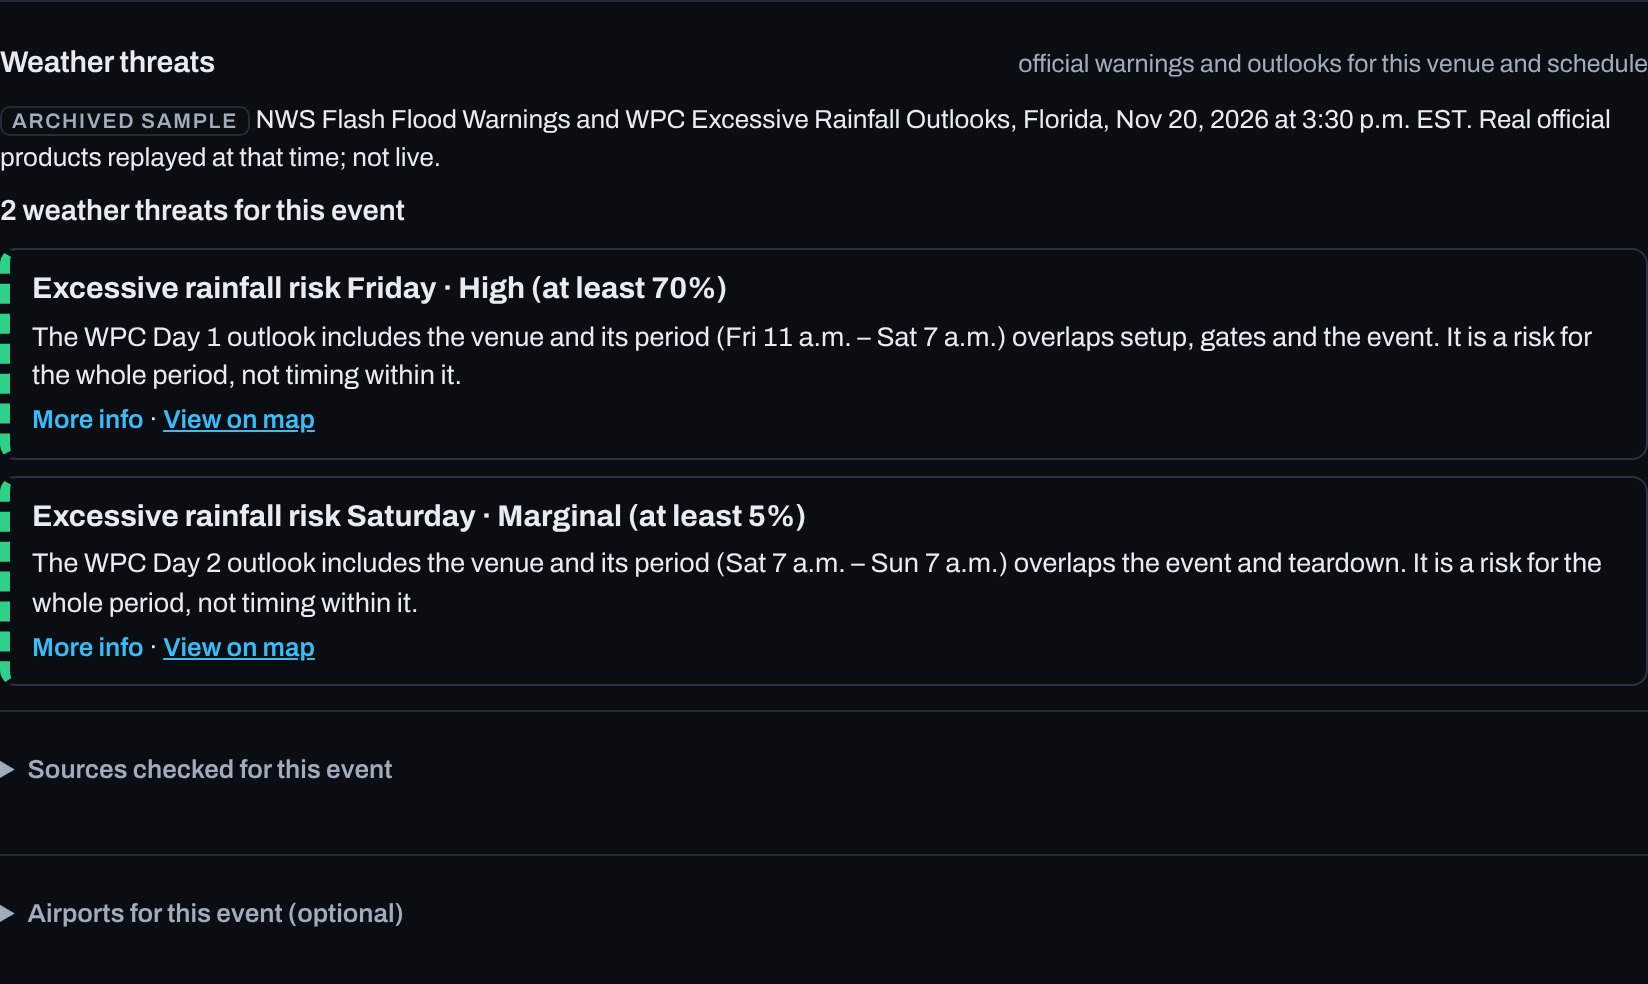 Weather threats
official warnings and outlooks for this venue and schedule
ARCHIVED SAMPLE NWS Flash Flood Warnings and WPC Excessive Rainfall Outlooks, Florida, Nov 20, 2026 at 3:30 p.m. EST. Real official
products replayed at that time; not live.
2 weather threats for this event
Excessive rainfall risk Friday · High (at least 70%)
The WPC Day 1 outlook includes the venue and its period (Fri 11 a.m. – Sat 7 a.m.) overlaps setup, gates and the event. It is a risk for
the whole period, not timing within it.
More info · View on map
Excessive rainfall risk Saturday · Marginal (at least 5%)
The WPC Day 2 outlook includes the venue and its period (Sat 7 a.m. – Sun 7 a.m.) overlaps the event and teardown. It is a risk for the
whole period, not timing within it.
More info · View on map
Sources checked for this event
Airports for this event (optional)